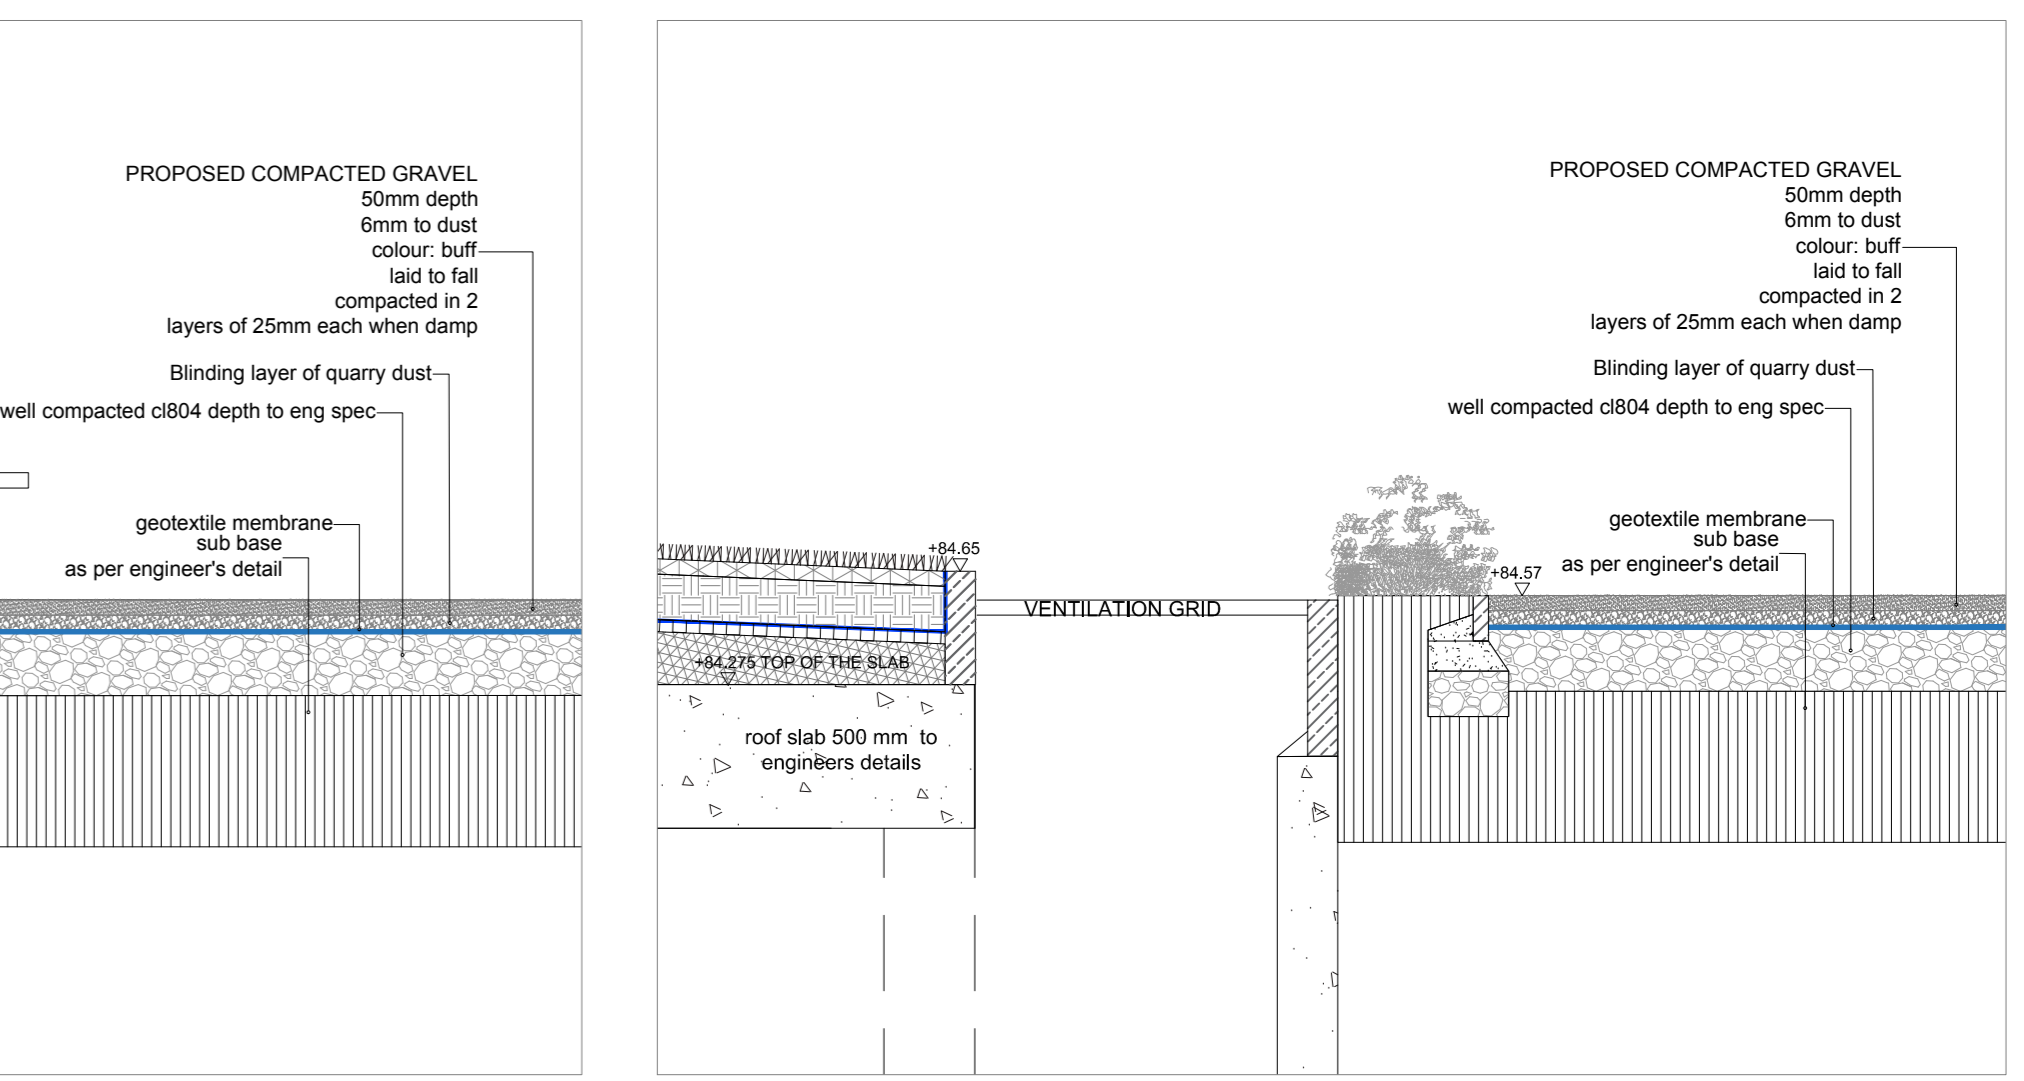 PROPOSED COMPACTED GRAVEL
50mm depth
6mm to dust
colour: buff
laid to fall
compacted in 2
layers of 25mm each when damp
Blinding layer of quarry dust
well compacted cl804 depth to eng spec
geotextile membrane
sub base
as per engineer's detail
PROPOSED COMPACTED GRAVEL
50mm depth
6mm to dust
colour: buff
laid to fall
compacted in 2
layers of 25mm each when damp
Blinding layer of quarry dust
well compacted cl804 depth to eng spec
geotextile membrane
sub base
as per engineer's detail
+84.65
+84.57
VENTILATION GRID
+84.275 TOP OF THE SLAB
roof slab 500 mm to
engineers details